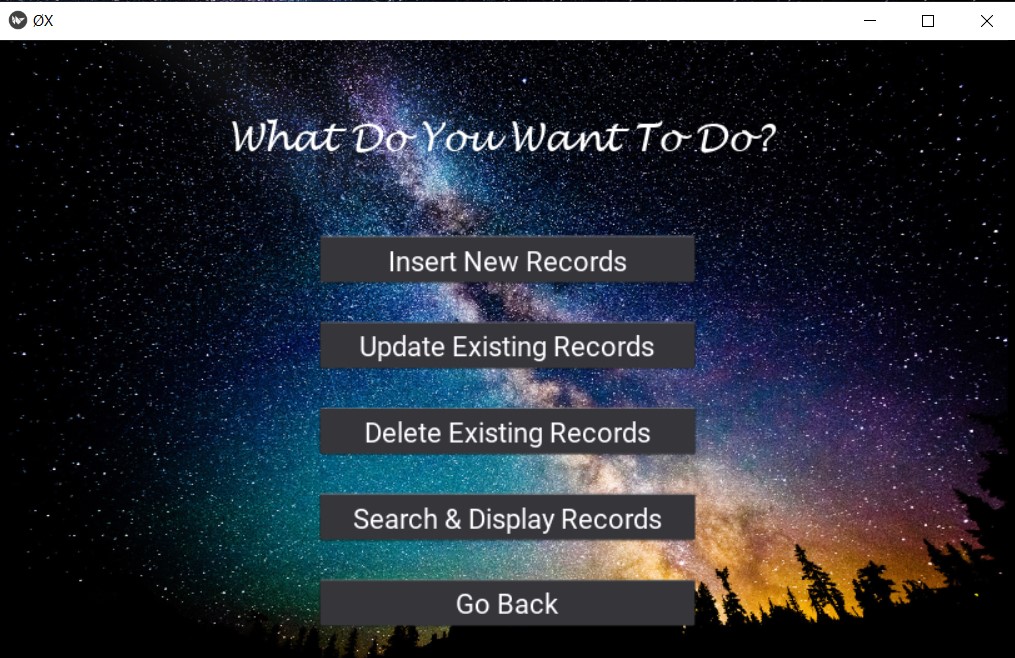 ØX
What Do You Want To Do?
Insert New Records
Update Existing Records
Delete Existing Records
Search & Display Records
Go Back